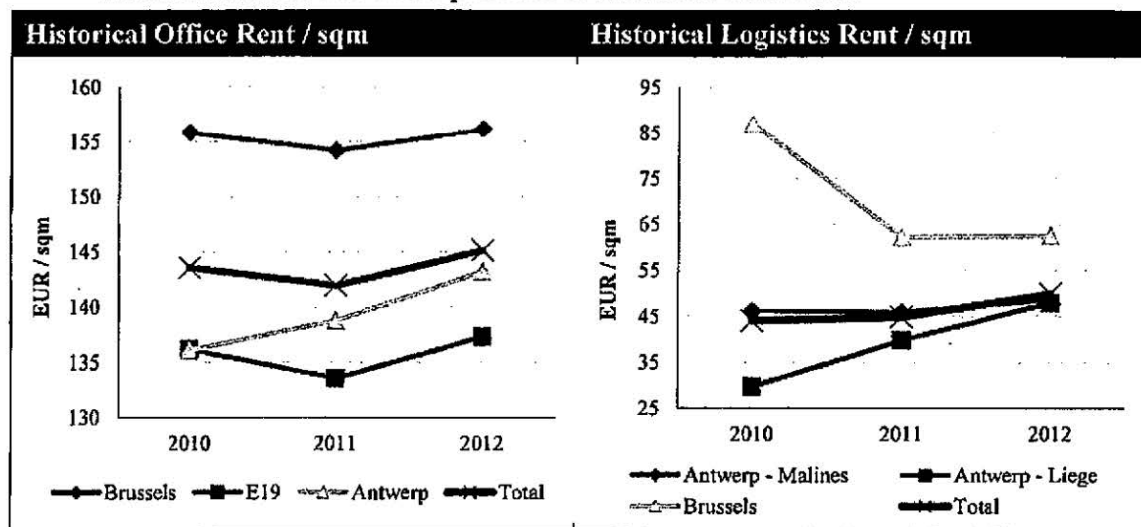 Historical Office Rent / sqm
EUR / sqm
160
155
150
145
140
135
130
2010
2011
2012
Brussels
E19
Antwerp
Total
Historical Logistics Rent / sqm
EUR / sqm
95
85
75
65
55
45
35
25
2010
2011
2012
Antwerp - Malines
Antwerp - Liege
Brussels
Total